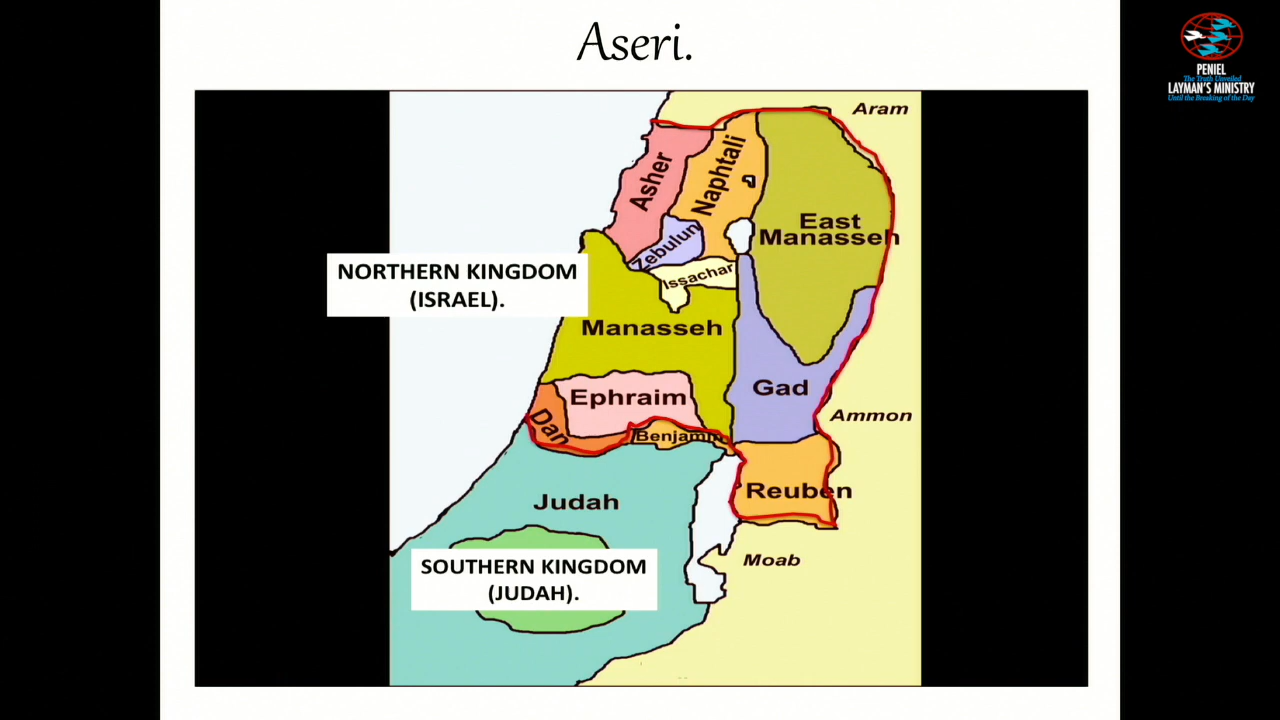 Aseri.
PENIEL
The Truth Unveiled
LAYMAN'S MINISTRY
Until the Breaking of the Day
Aram
Asher
Naphtali
East
Manasseh
Zebulun
Issachar
NORTHERN KINGDOM
(ISRAEL).
Manasseh
Gad
Ephraim
Ammon
Dan
Benjamin
Reuben
Judah
Moab
SOUTHERN KINGDOM
(JUDAH).